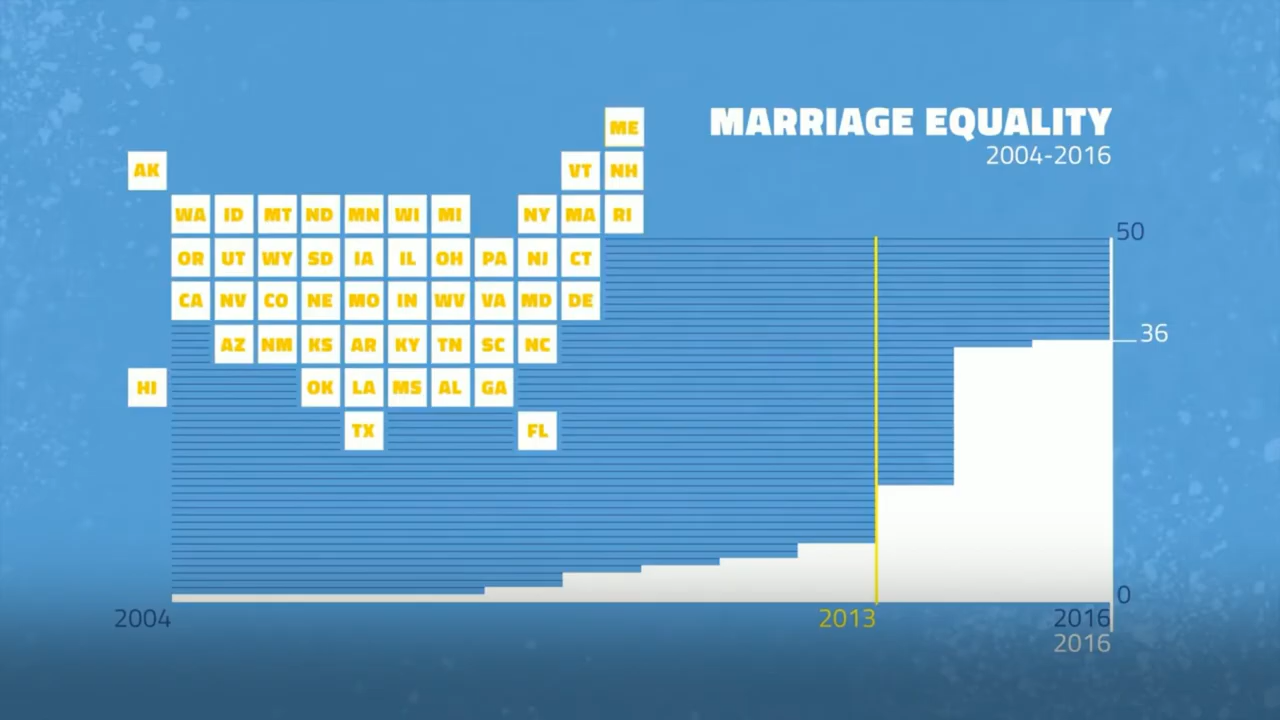 MARRIAGE EQUALITY
2004-2016
ME
AK VT NH
WA ID MT ND MN WI MI NY MA RI
OR UT WY SD IA IL OH PA NJ CT
CA NV CO NE MO IN WV VA MD DE
AZ NM KS AR KY TN SC NC
HI OK LA MS AL GA
TX FL
50
36
0
2004 2013 2016
2016